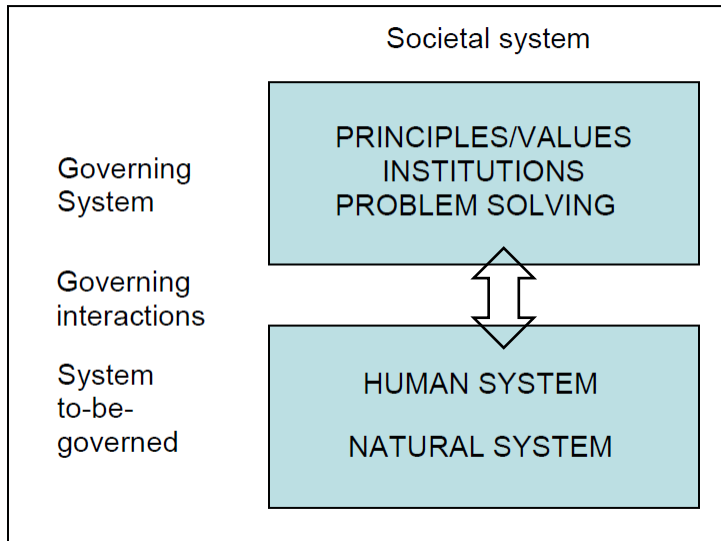 Societal system
Governing
System
PRINCIPLES/VALUES
INSTITUTIONS
PROBLEM SOLVING
Governing
interactions
System
to-be-
governed
HUMAN SYSTEM
NATURAL SYSTEM